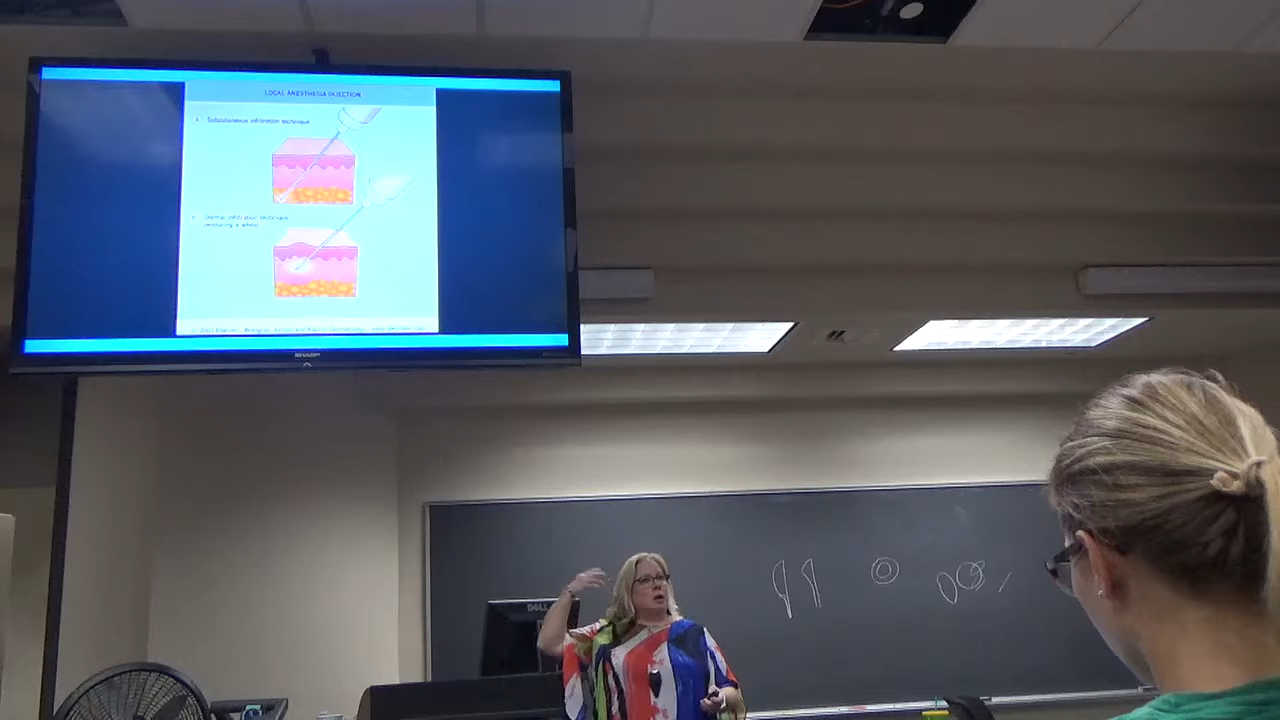 LOCAL ANESTHESIA INJECTION
A Subcutaneous infiltration technique
Dermal infiltration technique
producing a wheal
SHARP
DELL